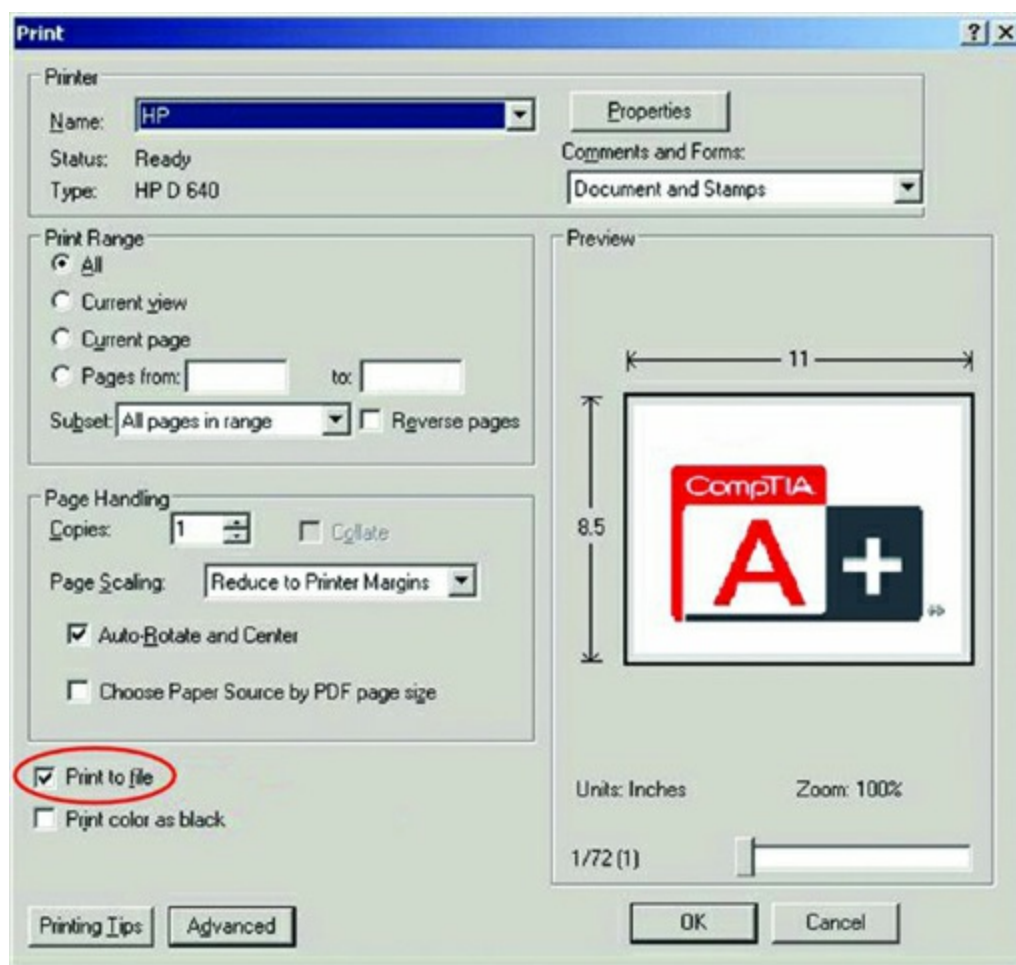 Print
Printer
Name: HP
Properties
Status: Ready
Comments and Forms:
Type: HP D 640
Document and Stamps
Print Range
All
Current view
Current page
Pages from: to:
Subset: All pages in range Reverse pages
Preview
11
8.5
CompTIA
A+
Page Handling
Copies: 1 Collate
Page Scaling: Reduce to Printer Margins
Auto-Rotate and Center
Choose Paper Source by PDF page size
Print to file
Print color as black
Units: Inches Zoom: 100%
1/72 (1)
Printing Tips Advanced OK Cancel